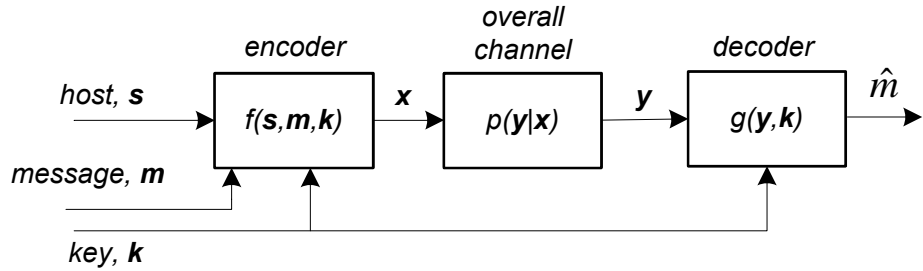 encoder
overall
channel
decoder
host, s
f(s,m,k)
x
p(y|x)
y
g(y,k)
m̂
message, m
key, k